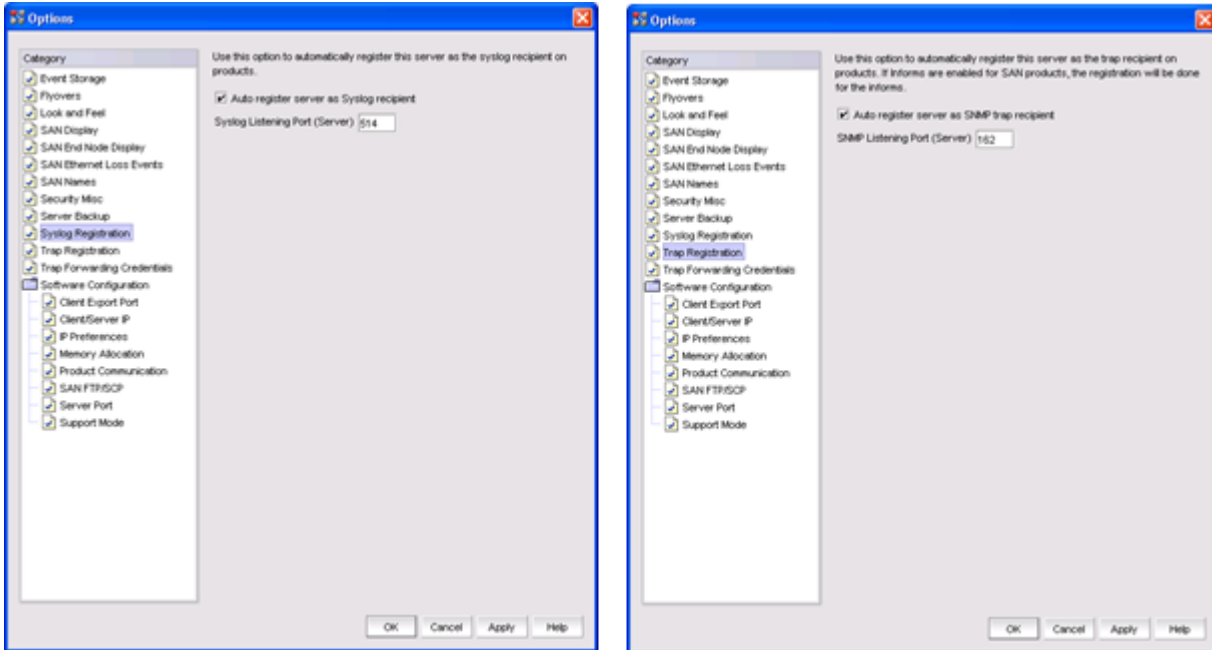 Options
Category
Event Storage
Flyovers
Look and Feel
SAN Display
SAN End Node Display
SAN Ethernet Loss Events
SAN Names
Security Misc
Server Backup
Syslog Registration
Trap Registration
Trap Forwarding Credentials
Software Configuration
Client Export Port
Client/Server IP
IP Preferences
Memory Allocation
Product Communication
SAN FTP/SCP
Server Port
Support Mode
Use this option to automatically register this server as the syslog recipient on
products.
Auto register server as Syslog recipient
Syslog Listening Port (Server) 514
OK Cancel Apply Help
Options
Category
Event Storage
Flyovers
Look and Feel
SAN Display
SAN End Node Display
SAN Ethernet Loss Events
SAN Names
Security Misc
Server Backup
Syslog Registration
Trap Registration
Trap Forwarding Credentials
Software Configuration
Client Export Port
Client/Server IP
IP Preferences
Memory Allocation
Product Communication
SAN FTP/SCP
Server Port
Support Mode
Use this option to automatically register this server as the trap recipient on
products. If Informs are enabled for SAN products, the registration will be done
for the informs.
Auto register server as SNMP trap recipient
SNMP Listening Port (Server) 162
OK Cancel Apply Help